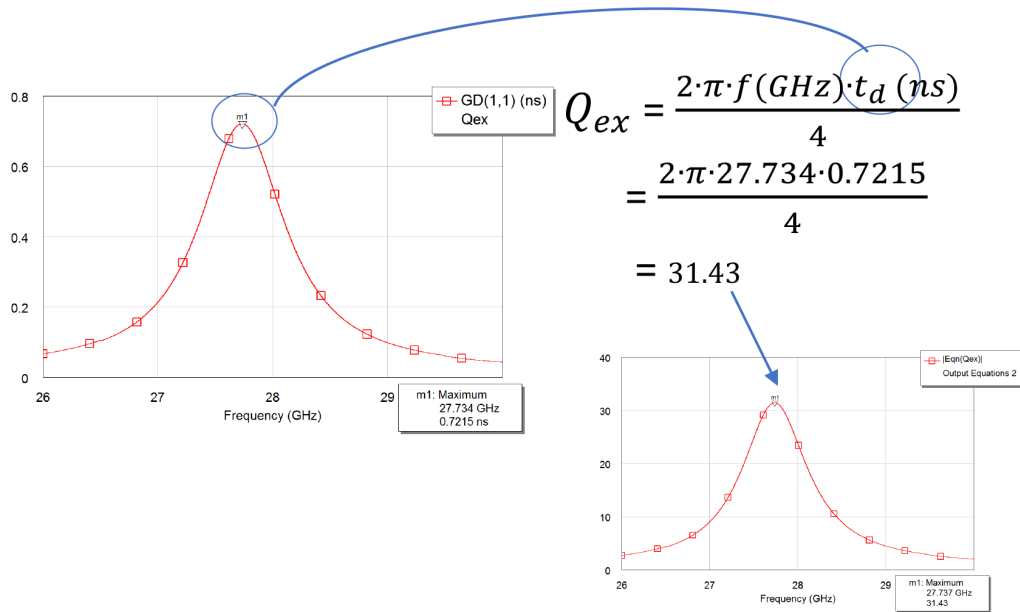 0.8
0.6
0.4
0.2
0
26
27
28
29
Frequency (GHz)
m1
GD(1,1) (ns)
Qex
m1: Maximum
27.734 GHz
0.7215 ns
Q_ex = 2·π·f(GHz)·t_d (ns) / 4
= 2·π·27.734·0.7215 / 4
= 31.43
40
30
20
10
0
26
27
28
29
Frequency (GHz)
m1
|Eqn(Qex)|
Output Equations 2
m1: Maximum
27.737 GHz
31.43